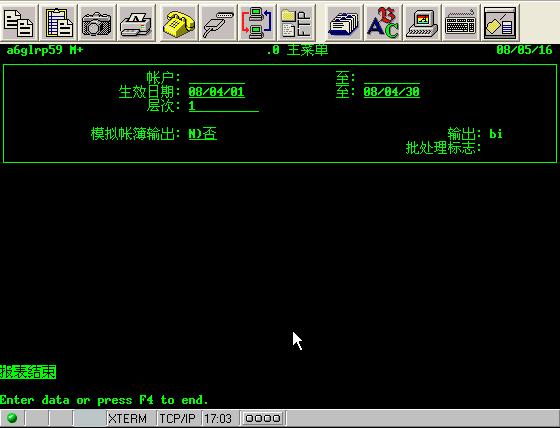 a6glrp59 M+ .0 主菜单 08/05/16
帐户: 至:
生效日期: 08/04/01 至: 08/04/30
层次: 1
模拟帐簿输出: N)否 输出: bi
批处理标志:
报表结束
Enter data or press F4 to end.
XTERM TCP/IP 17:03